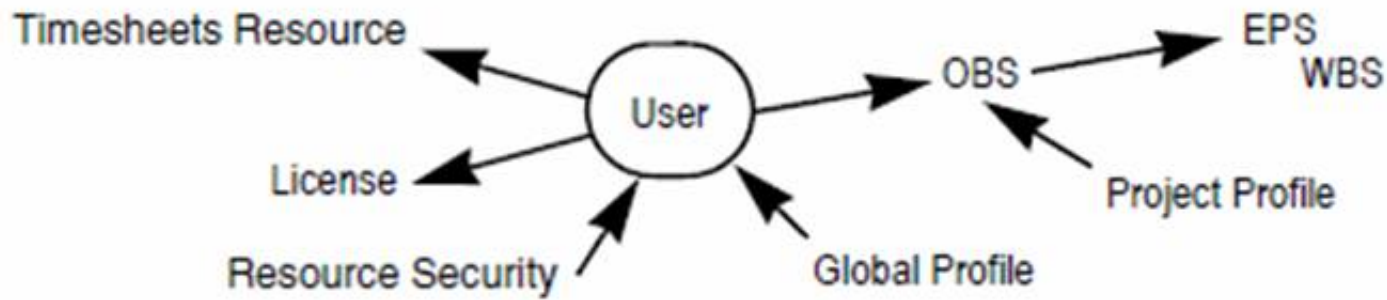 Timesheets Resource
EPS
WBS
OBS
User
License
Project Profile
Resource Security
Global Profile